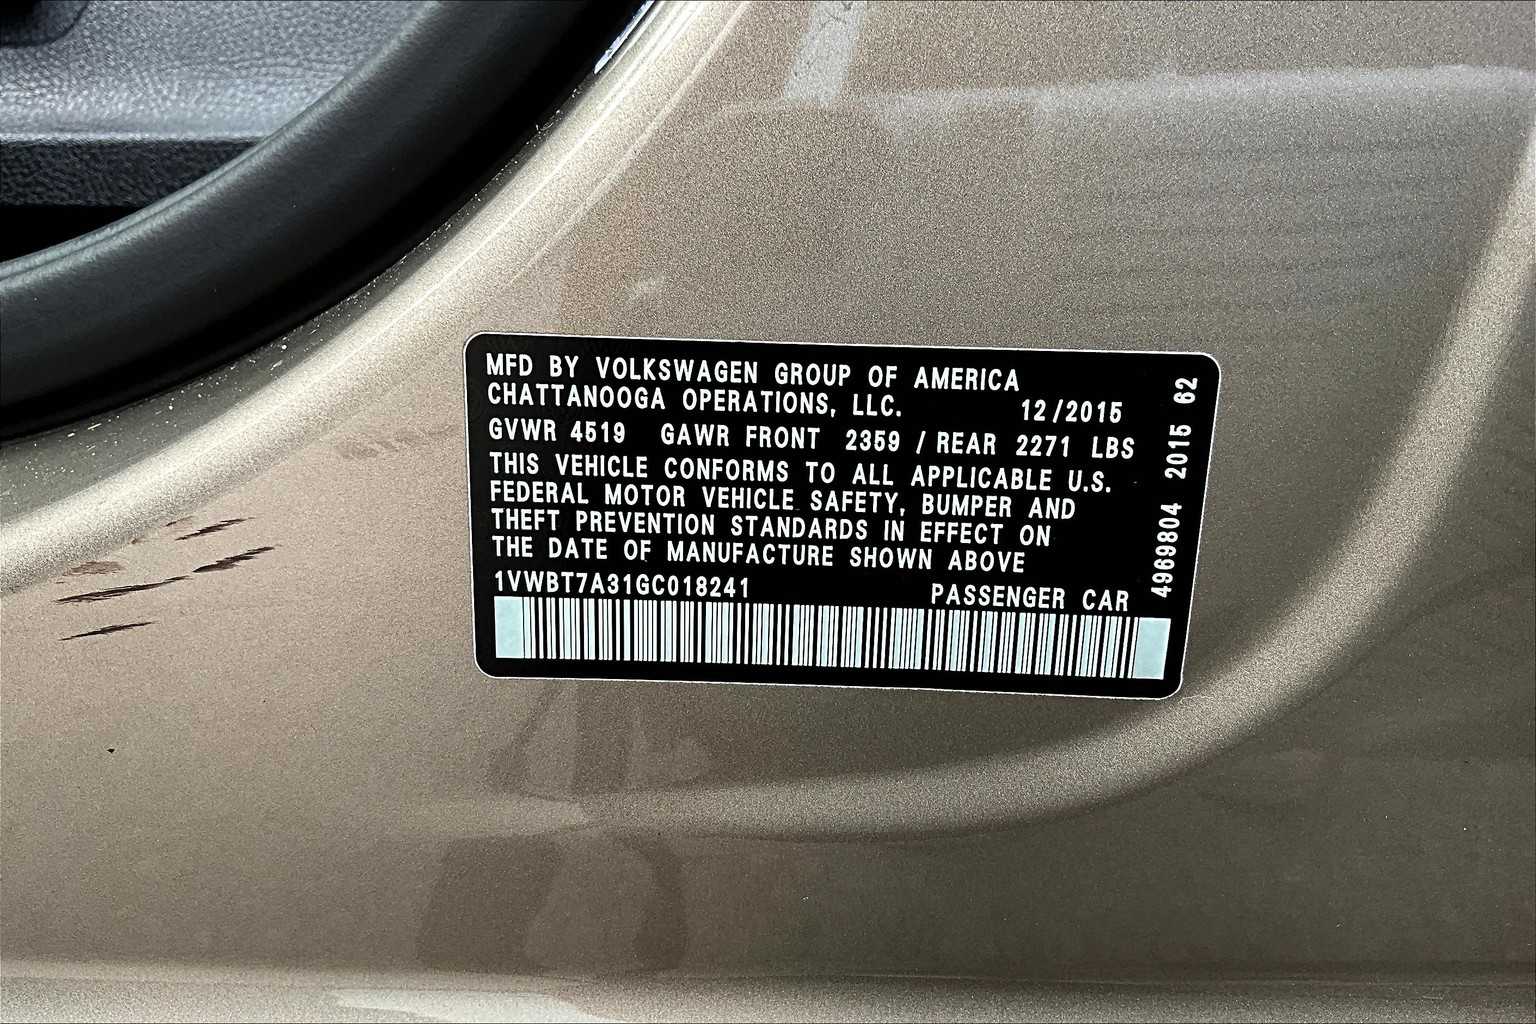 MFD BY VOLKSWAGEN GROUP OF AMERICA
CHATTANOOGA OPERATIONS, LLC. 12/2015
GVWR 4519 GAWR FRONT 2359 / REAR 2271 LBS
THIS VEHICLE CONFORMS TO ALL APPLICABLE U.S.
FEDERAL MOTOR VEHICLE SAFETY, BUMPER AND
THEFT PREVENTION STANDARDS IN EFFECT ON
THE DATE OF MANUFACTURE SHOWN ABOVE
1VWBT7A31GC018241 PASSENGER CAR
4969804 2015 62